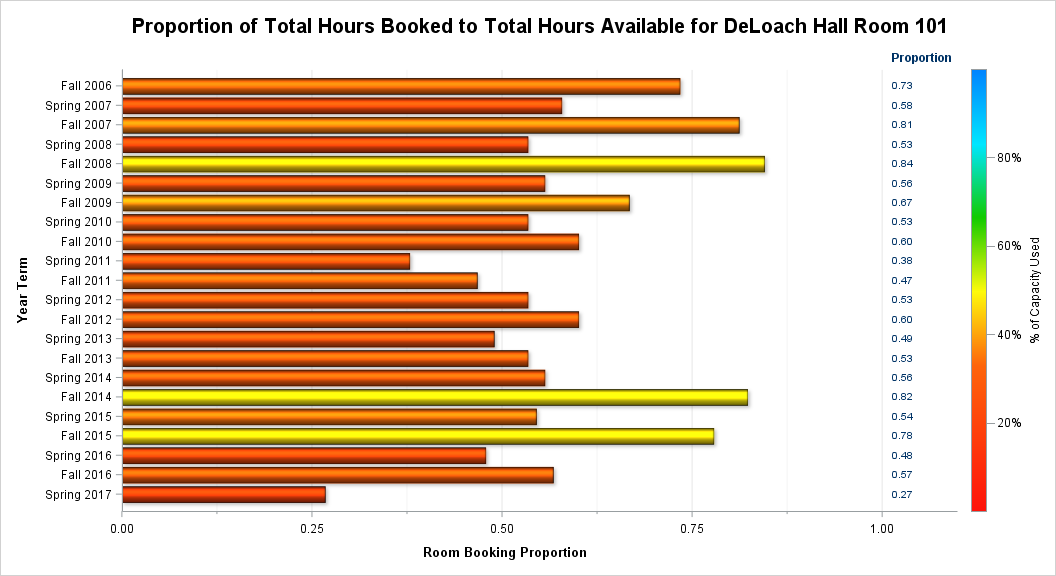 Proportion of Total Hours Booked to Total Hours Available for DeLoach Hall Room 101
Proportion
Fall 2006 0.73
Spring 2007 0.58
Fall 2007 0.81
Spring 2008 0.53
Fall 2008 0.84
80%
Spring 2009 0.56
Fall 2009 0.67
Spring 2010 0.53
Fall 2010 0.60
60%
Spring 2011 0.38
Fall 2011 0.47
Spring 2012 0.53
Fall 2012 0.60
40%
Spring 2013 0.49
Fall 2013 0.53
Spring 2014 0.56
Fall 2014 0.82
Spring 2015 0.54
20%
Fall 2015 0.78
Spring 2016 0.48
Fall 2016 0.57
Spring 2017 0.27
Year Term
% of Capacity Used
0.00 0.25 0.50 0.75 1.00
Room Booking Proportion